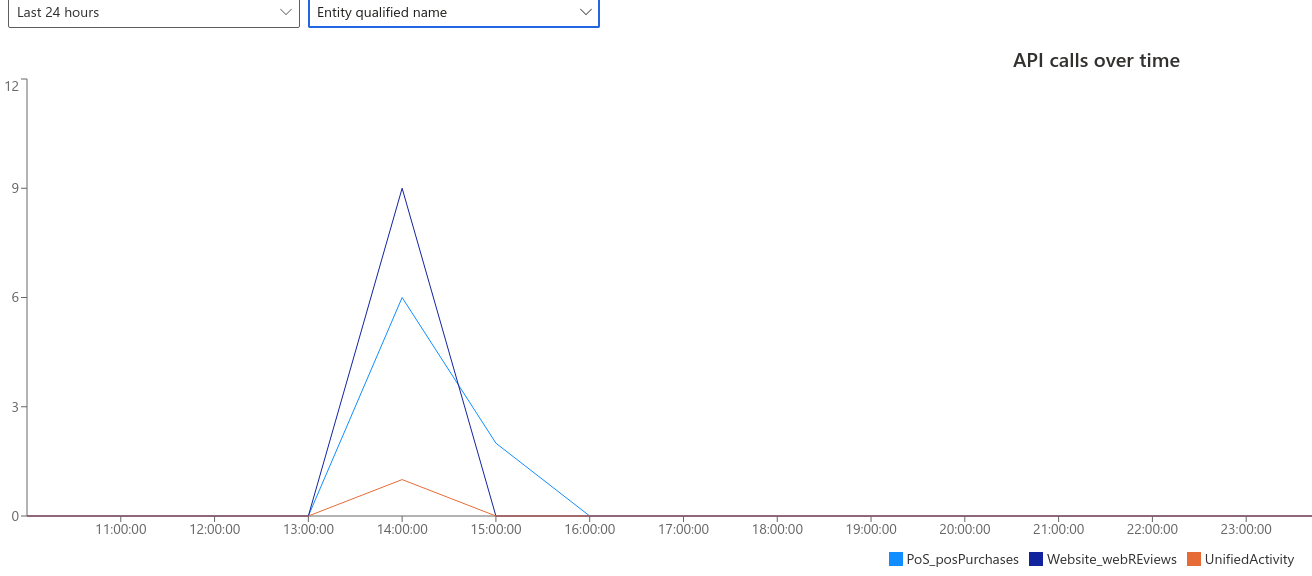 Last 24 hours
Entity qualified name
API calls over time
12
9
6
3
0
11:00:00 12:00:00 13:00:00 14:00:00 15:00:00 16:00:00 17:00:00 18:00:00 19:00:00 20:00:00 21:00:00 22:00:00 23:00:00
PoS_posPurchases Website_webREviews UnifiedActivity